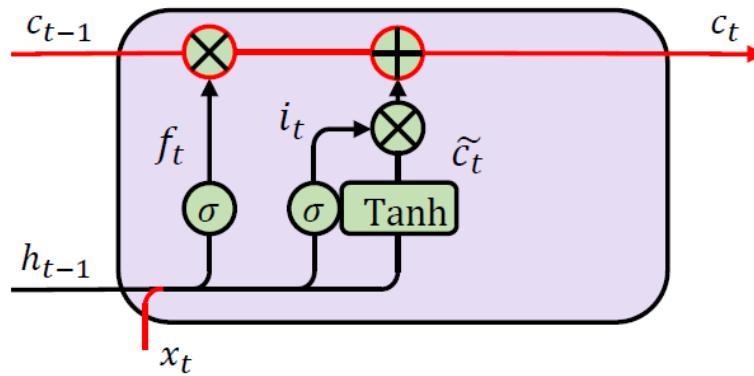 c_{t-1}
c_t
i_t
f_t
\tilde{c}_t
σ
σ
Tanh
h_{t-1}
x_t